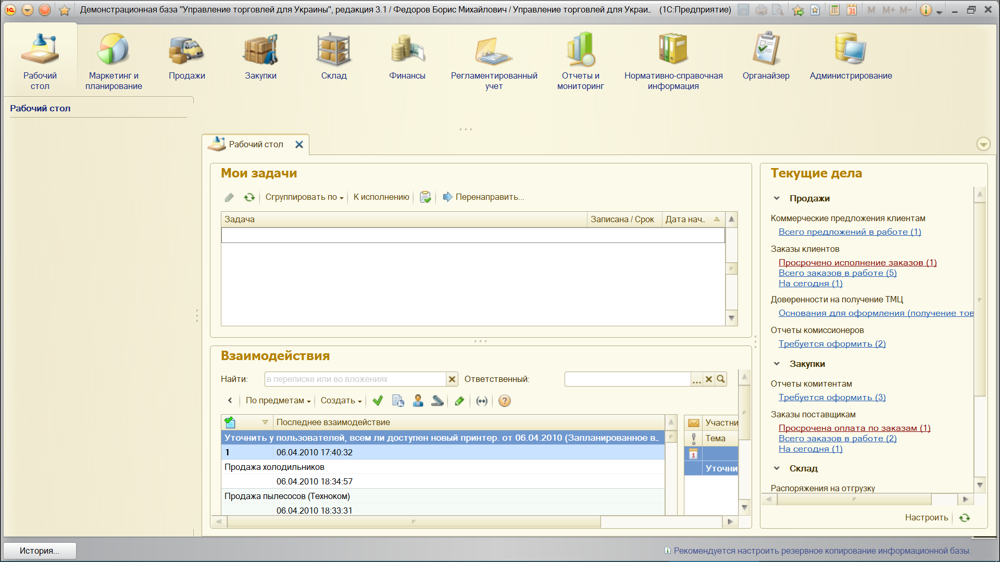 Демонстрационная база "Управление торговлей для Украины", редакция 3.1 / Федоров Борис Михайлович / Управление торговлей для Украи... (1С:Предприятие)
M M+ M-
Рабочий стол
Маркетинг и планирование
Продажи
Закупки
Склад
Финансы
Регламентированный учет
Отчеты и мониторинг
Нормативно-справочная информация
Органайзер
Администрирование
Рабочий стол
Рабочий стол
Мои задачи
Сгруппировать по
К исполнению
Перенаправить...
Задача
Записана / Срок
Дата нач...
Взаимодействия
Найти:
в переписке или во вложениях
Ответственный:
По предметам
Создать
Последнее взаимодействие
Уточнить у пользователей, всем ли доступен новый принтер. от 06.04.2010 (Запланированное в...
1 06.04.2010 17:40:32
Продажа холодильников
06.04.2010 18:34:57
Продажа пылесосов (Техноком)
06.04.2010 18:33:31
Участни
Тема
Уточни
Текущие дела
Продажи
Коммерческие предложения клиентам
Всего предложений в работе (1)
Заказы клиентов
Просрочено исполнение заказов (1)
Всего заказов в работе (5)
На сегодня (1)
Доверенности на получение ТМЦ
Основания для оформления (получение тов
Отчеты комиссионеров
Требуется оформить (2)
Закупки
Отчеты комитентам
Требуется оформить (3)
Заказы поставщикам
Просрочена оплата по заказам (1)
Всего заказов в работе (2)
На сегодня (1)
Склад
Распоряжения на отгрузку
Настроить
История...
Рекомендуется настроить резервное копирование информационной базы.